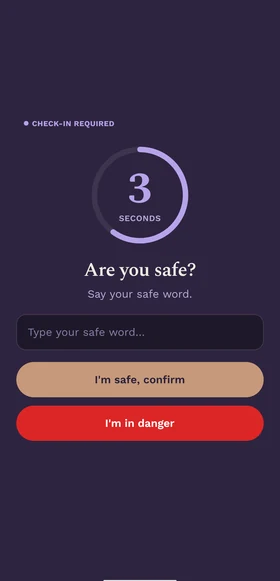 CHECK-IN REQUIRED
3
SECONDS
Are you safe?
Say your safe word.
Type your safe word...
I'm safe, confirm
I'm in danger